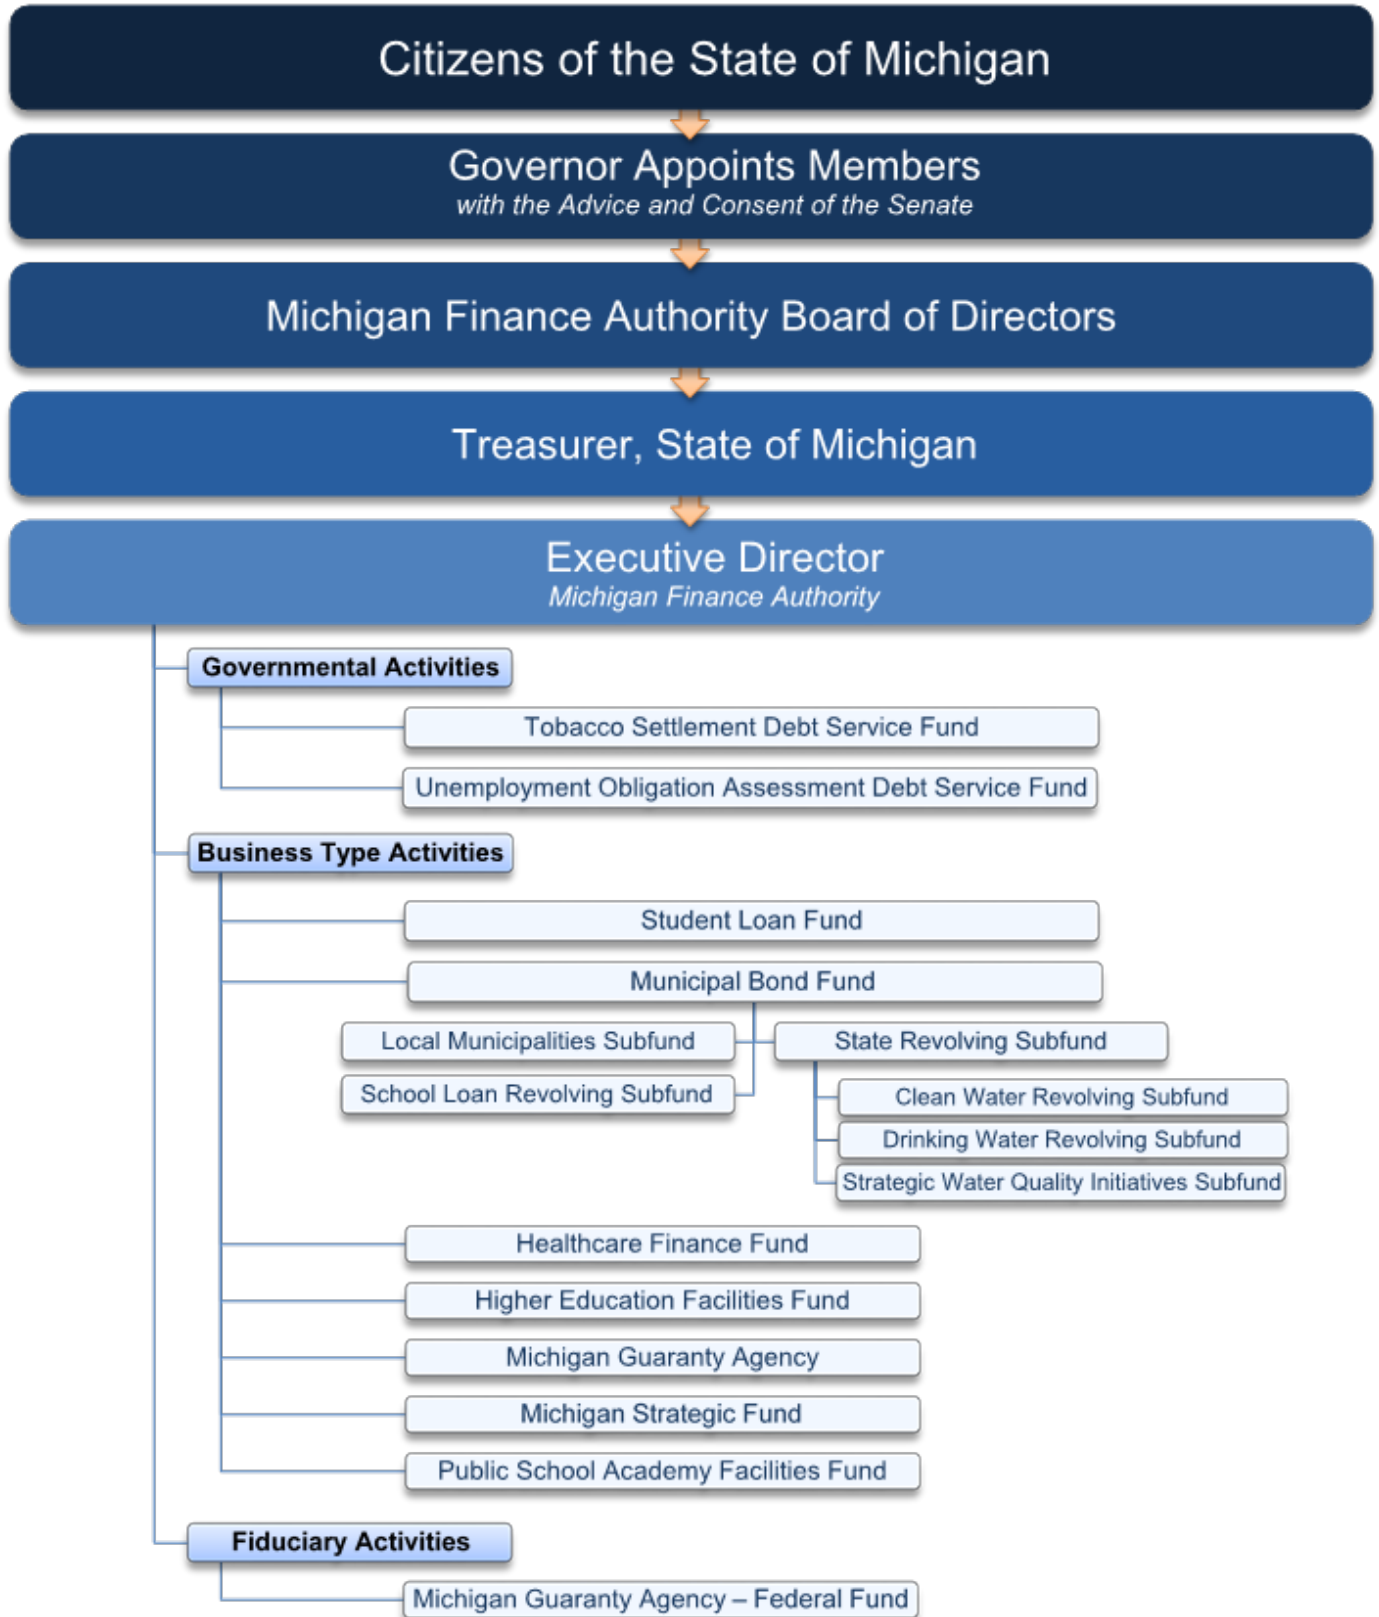 Citizens of the State of Michigan
Governor Appoints Members
with the Advice and Consent of the Senate
Michigan Finance Authority Board of Directors
Treasurer, State of Michigan
Executive Director
Michigan Finance Authority
Governmental Activities
Tobacco Settlement Debt Service Fund
Unemployment Obligation Assessment Debt Service Fund
Business Type Activities
Student Loan Fund
Municipal Bond Fund
Local Municipalities Subfund
State Revolving Subfund
School Loan Revolving Subfund
Clean Water Revolving Subfund
Drinking Water Revolving Subfund
Strategic Water Quality Initiatives Subfund
Healthcare Finance Fund
Higher Education Facilities Fund
Michigan Guaranty Agency
Michigan Strategic Fund
Public School Academy Facilities Fund
Fiduciary Activities
Michigan Guaranty Agency – Federal Fund